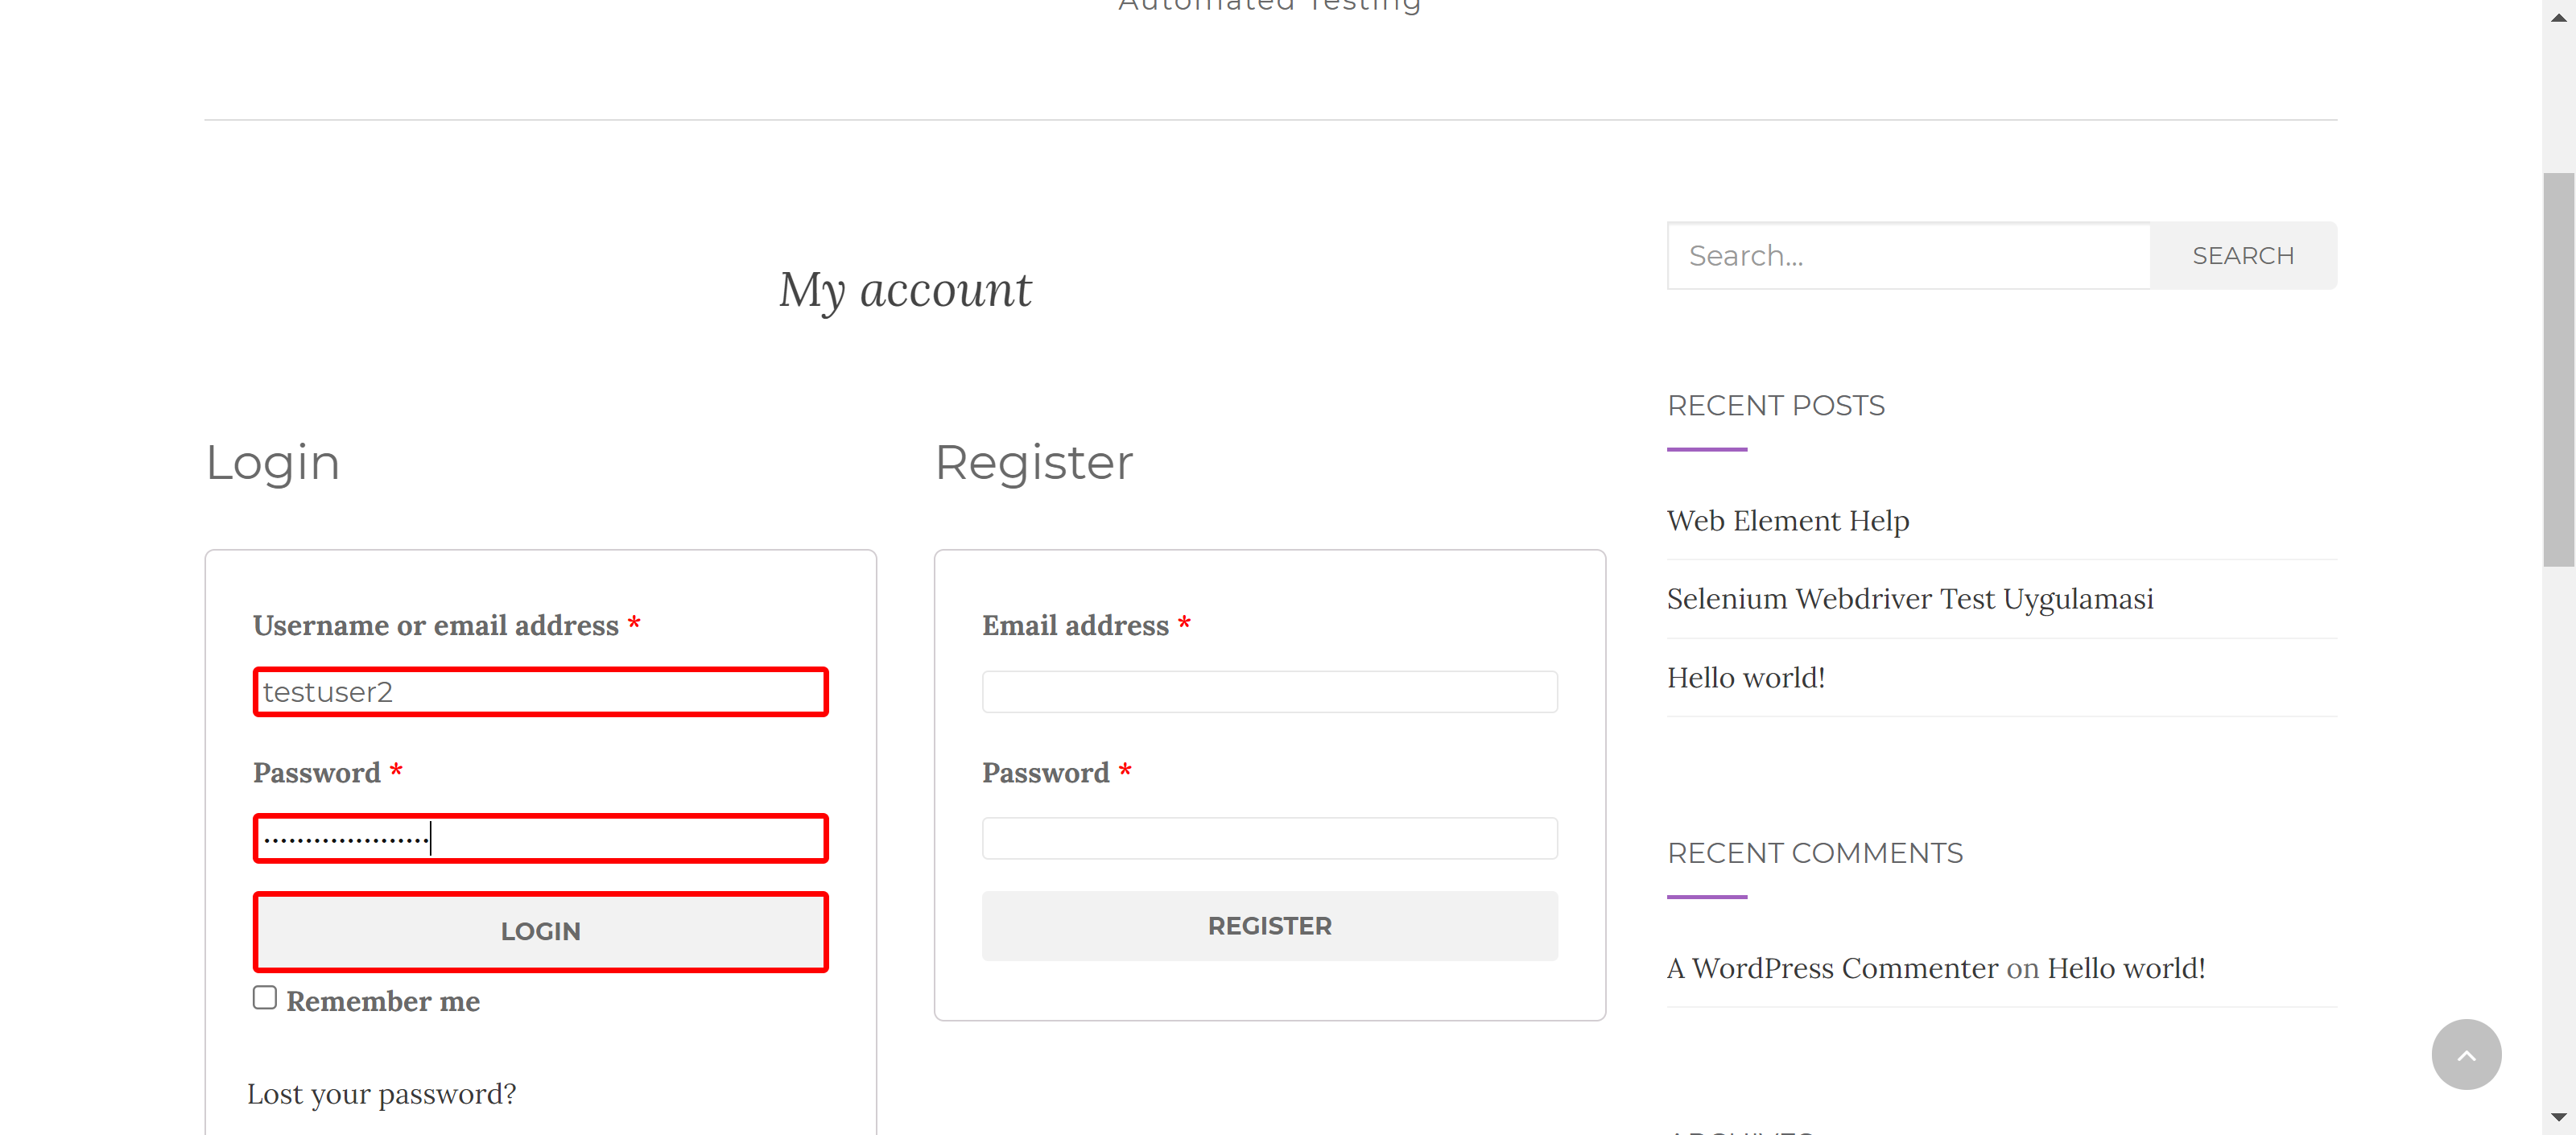 Automated Testing
My account
Login
Username or email address *
testuser2
Password *
••••••••••••••••••••
LOGIN
Remember me
Lost your password?
Register
Email address *
Password *
REGISTER
Search...
SEARCH
RECENT POSTS
Web Element Help
Selenium Webdriver Test Uygulamasi
Hello world!
RECENT COMMENTS
A WordPress Commenter on Hello world!
ARCHIVES